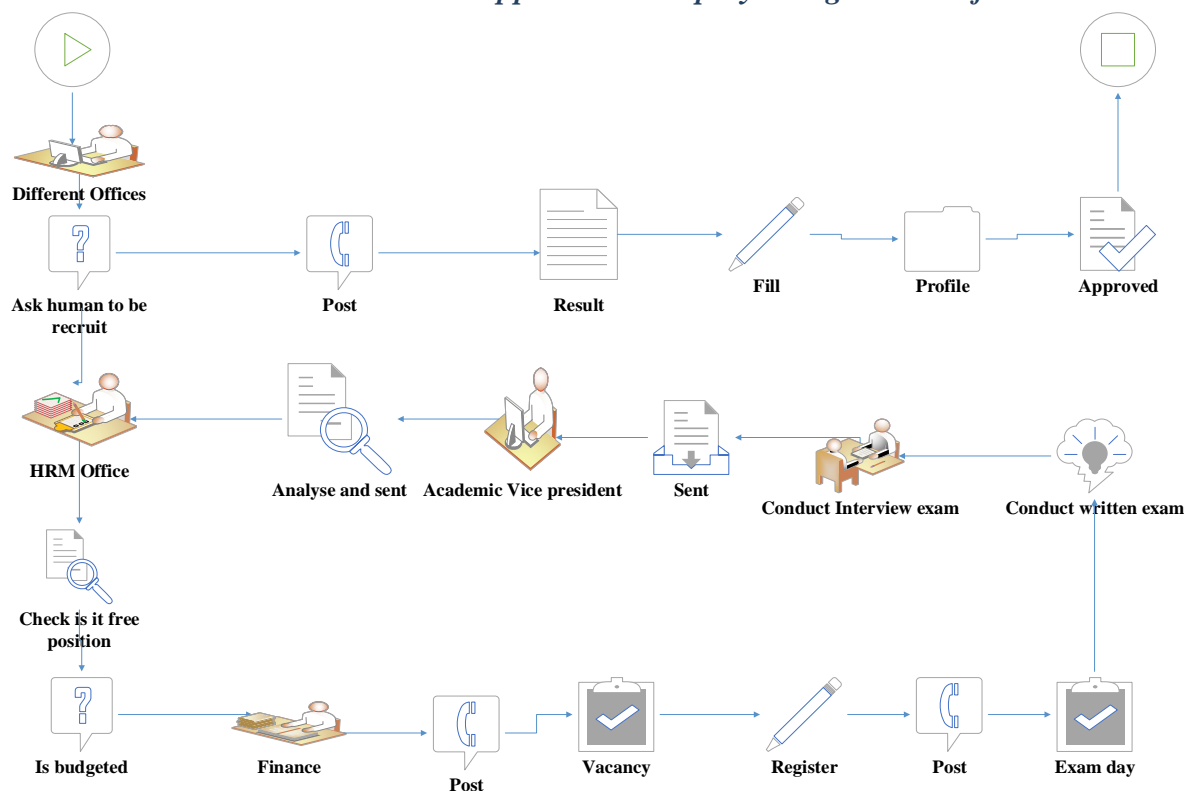 Different Offices
Ask human to be
recruit
Post
Result
Fill
Profile
Approved
HRM Office
Analyse and sent
Academic Vice president
Sent
Conduct Interview exam
Conduct written exam
Check is it free
position
Is budgeted
Finance
Post
Vacancy
Register
Post
Exam day